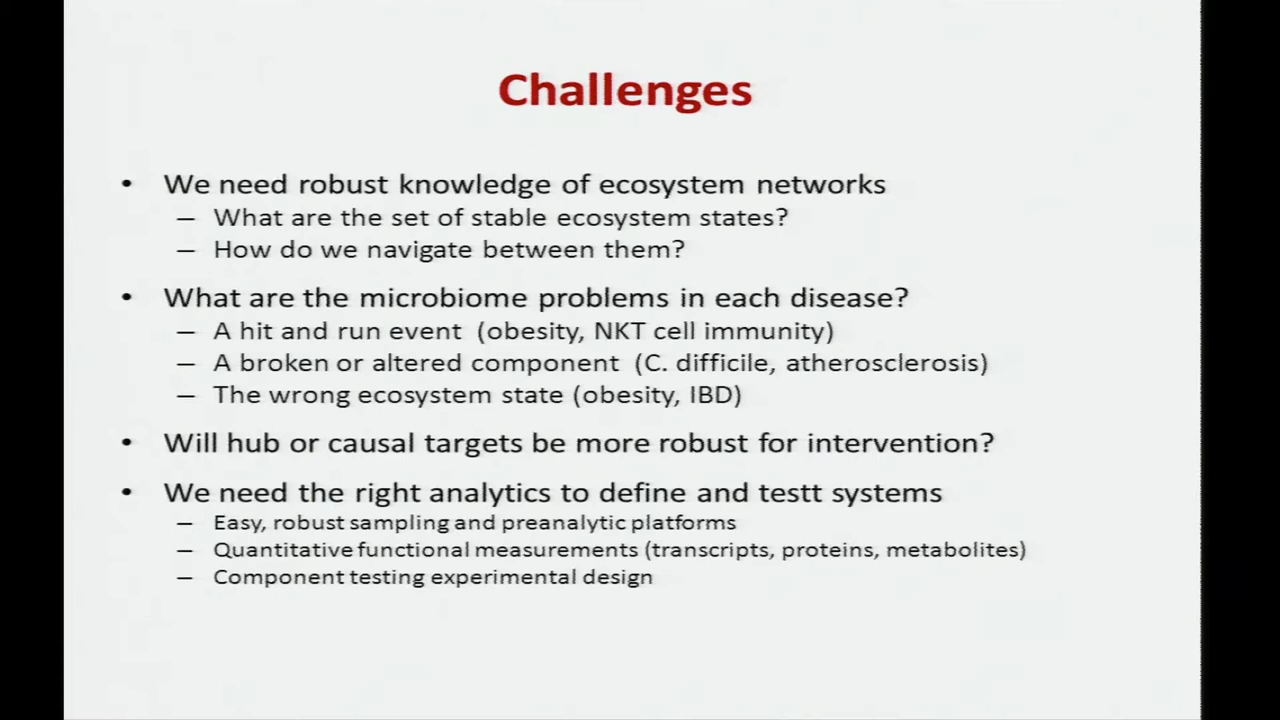 Challenges
• We need robust knowledge of ecosystem networks
– What are the set of stable ecosystem states?
– How do we navigate between them?
• What are the microbiome problems in each disease?
– A hit and run event (obesity, NKT cell immunity)
– A broken or altered component (C. difficile, atherosclerosis)
– The wrong ecosystem state (obesity, IBD)
• Will hub or causal targets be more robust for intervention?
• We need the right analytics to define and testt systems
– Easy, robust sampling and preanalytic platforms
– Quantitative functional measurements (transcripts, proteins, metabolites)
– Component testing experimental design